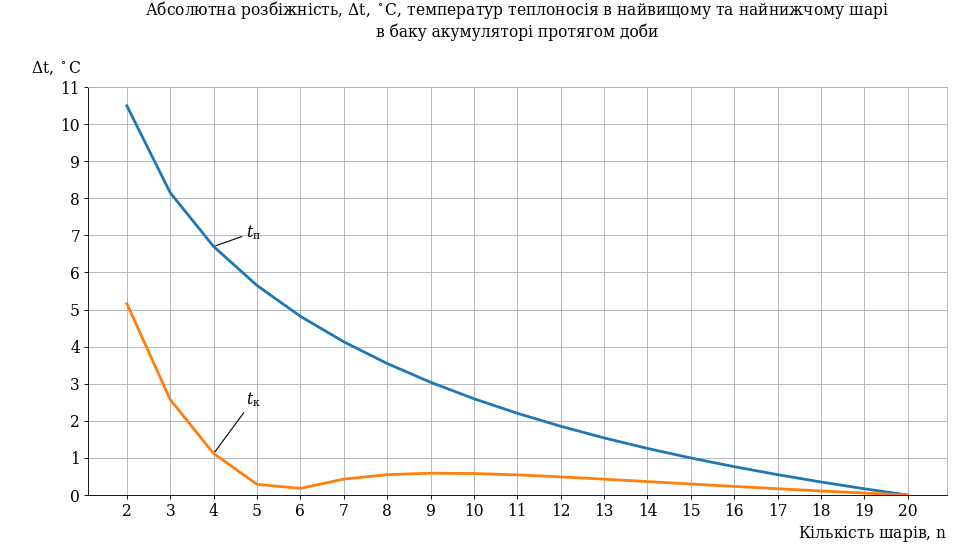 Абсолютна розбіжність, Δt, ˚С, температур теплоносія в найвищому та найнижчому шарі
в баку акумуляторі протягом доби
Δt, ˚С
11
10
9
8
7
6
5
4
3
2
1
0
tп
tк
2 3 4 5 6 7 8 9 10 11 12 13 14 15 16 17 18 19 20
Кількість шарів, n